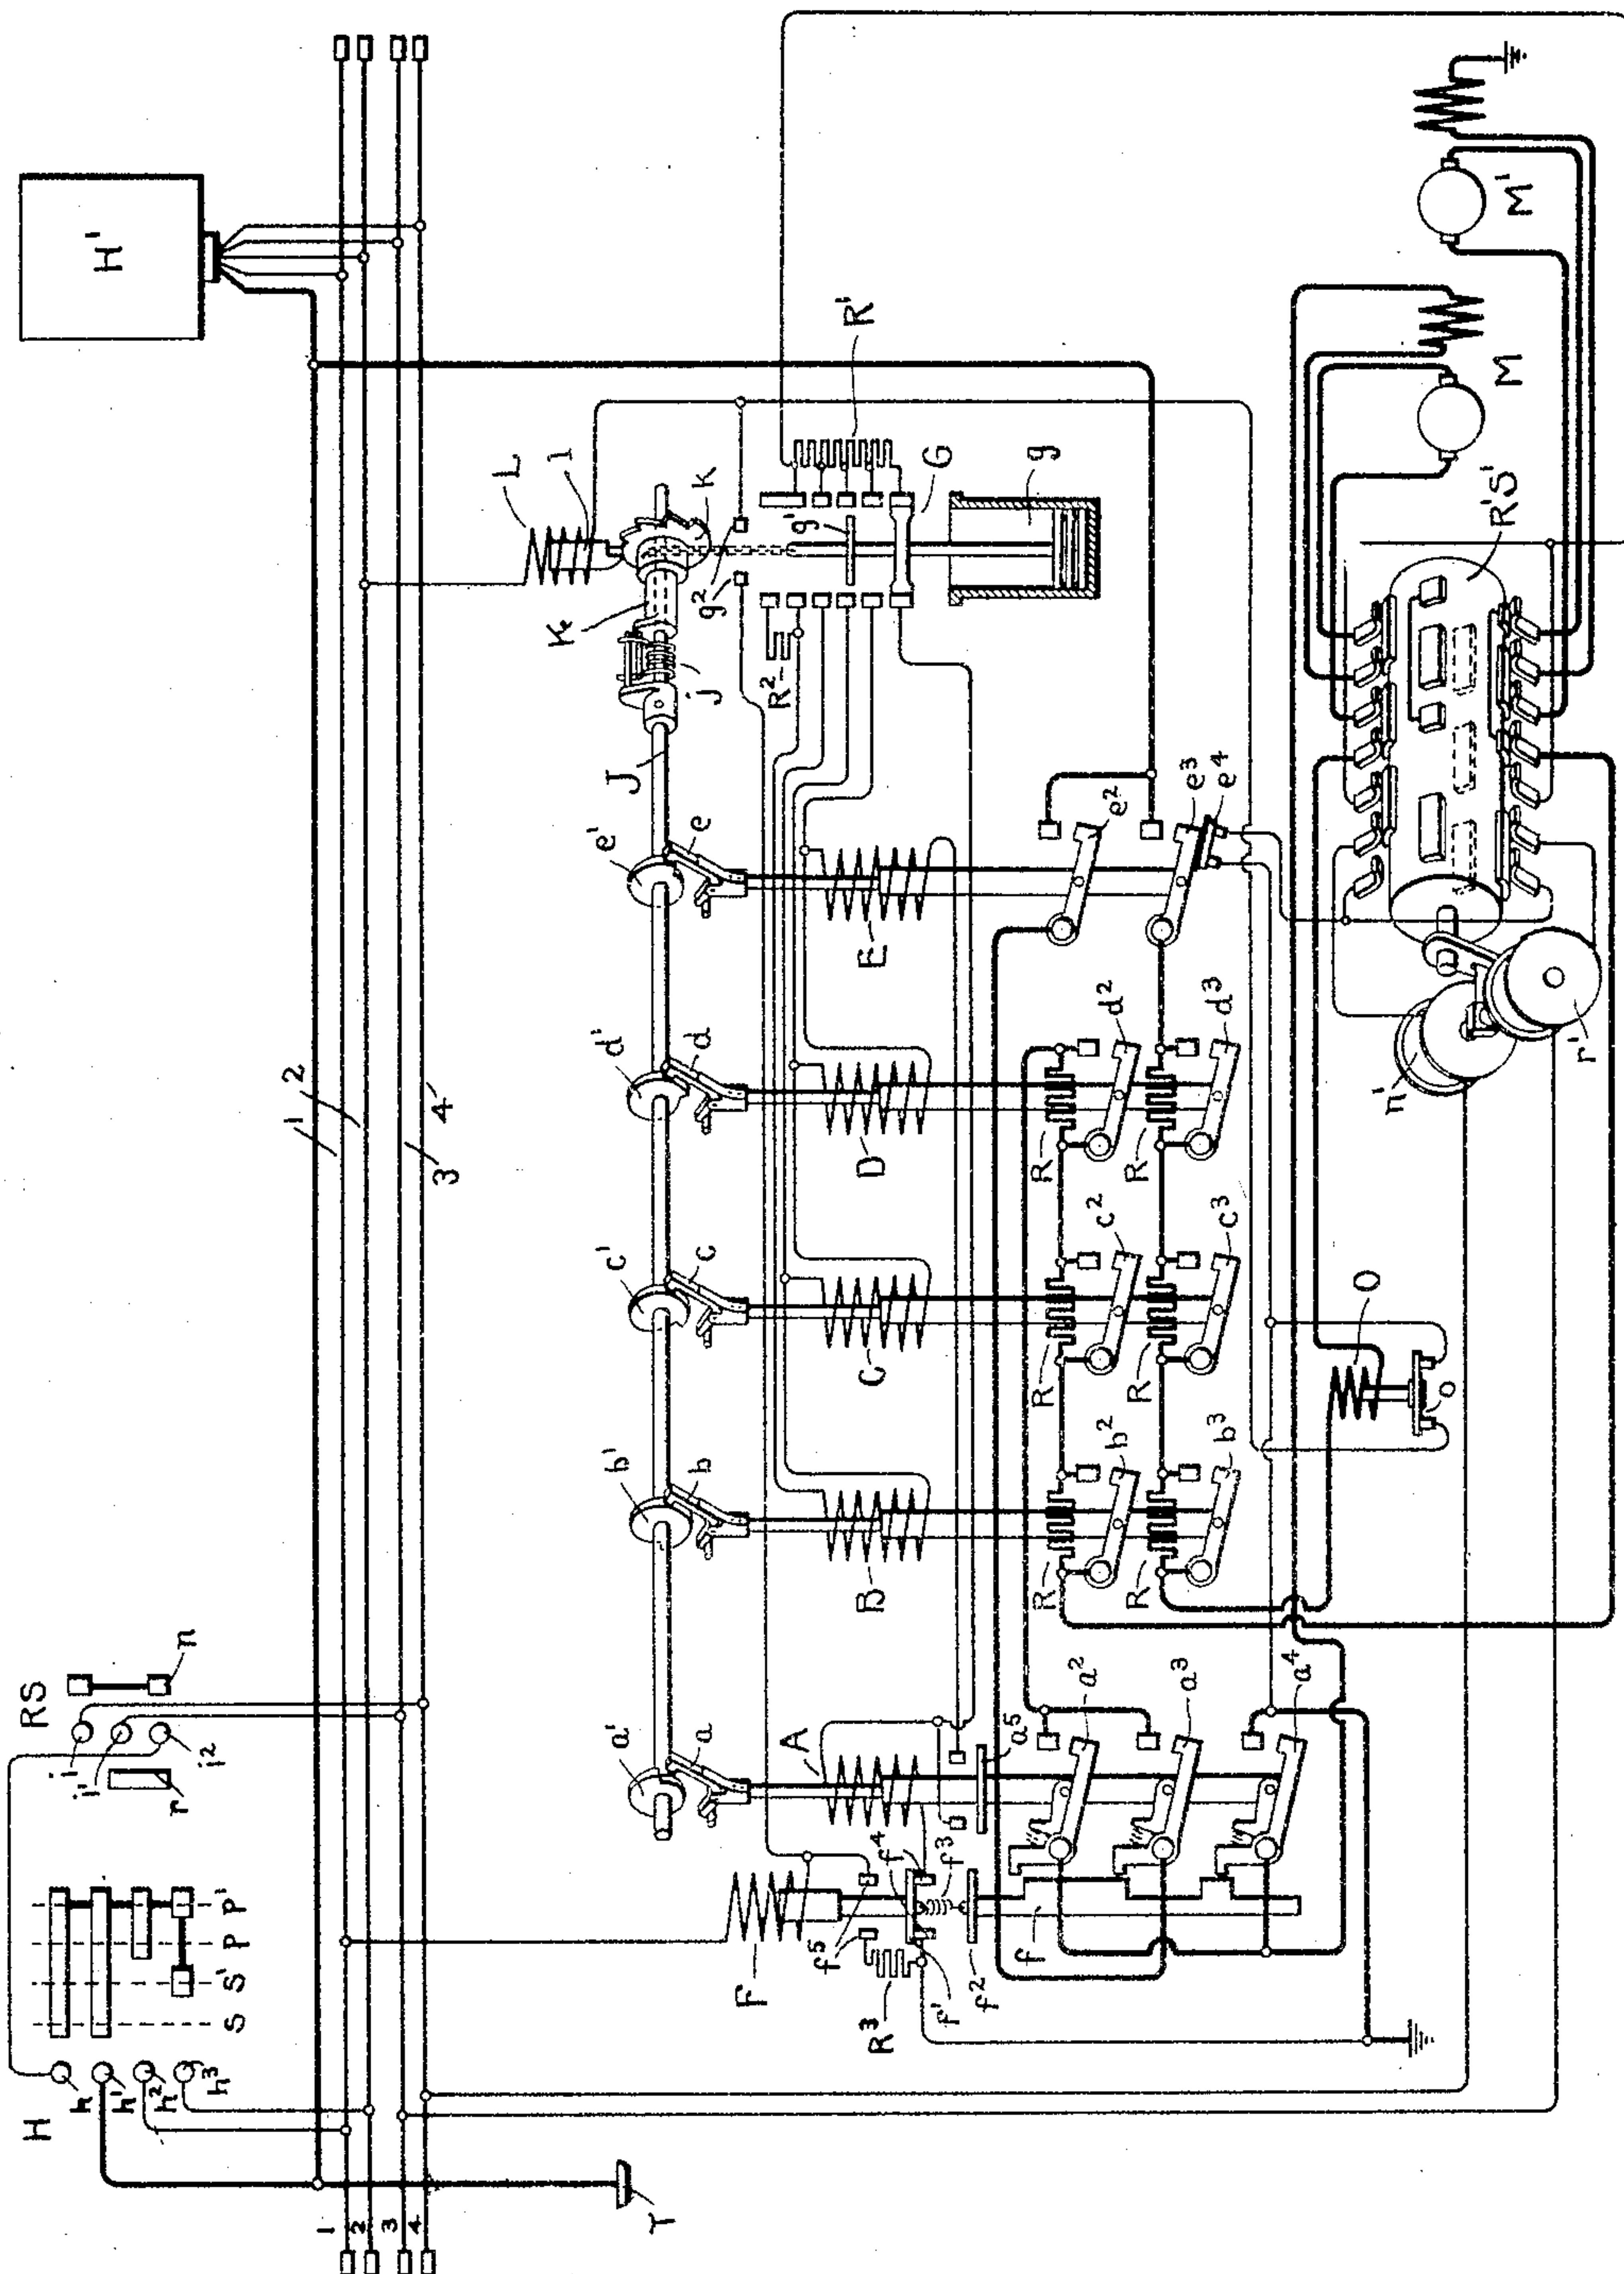 H'
1
2
3
4
RS
n
i'
i
i²
r
P'
P
S'
S
H
h
h'
h²
h³
1
2
3
4
T
L
l
k
K
j
J
g²
g'
R'
G
g
R²
e'
e
d'
d
c'
c
b'
b
a'
a
E
D
C
B
A
F
f⁵
f⁴
f³
f'
f²
f
R³
a⁵
a²
a³
a⁴
e²
e³
e⁴
d²
d³
c²
c³
b²
b³
R
R
R
R
R
R
O
o
M'
M
R'S'
n'
r'